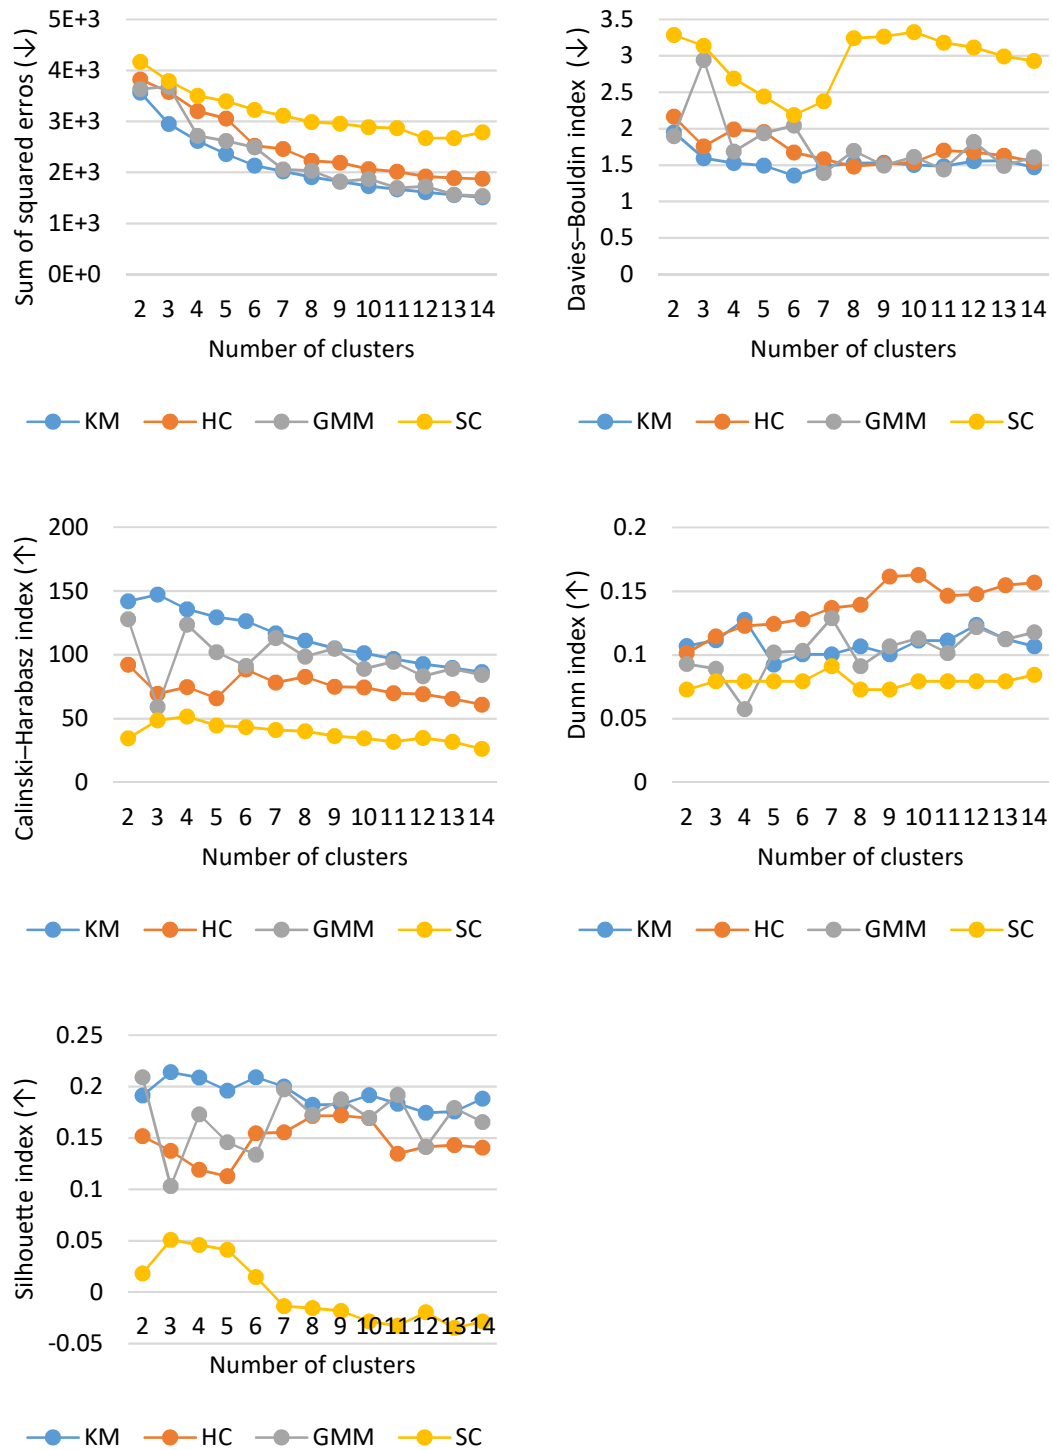 Sum of squared erros (↓)
5E+3
4E+3
3E+3
2E+3
1E+3
0E+0
2 3 4 5 6 7 8 9 10 11 12 13 14
Number of clusters
KM HC GMM SC
Davies–Bouldin index (↓)
3.5
3
2.5
2
1.5
1
0.5
0
2 3 4 5 6 7 8 9 10 11 12 13 14
Number of clusters
KM HC GMM SC
Calinski–Harabasz index (↑)
200
150
100
50
0
2 3 4 5 6 7 8 9 10 11 12 13 14
Number of clusters
KM HC GMM SC
Dunn index (↑)
0.2
0.15
0.1
0.05
0
2 3 4 5 6 7 8 9 10 11 12 13 14
Number of clusters
KM HC GMM SC
Silhouette index (↑)
0.25
0.2
0.15
0.1
0.05
0
-0.05
2 3 4 5 6 7 8 9 10 11 12 13 14
Number of clusters
KM HC GMM SC